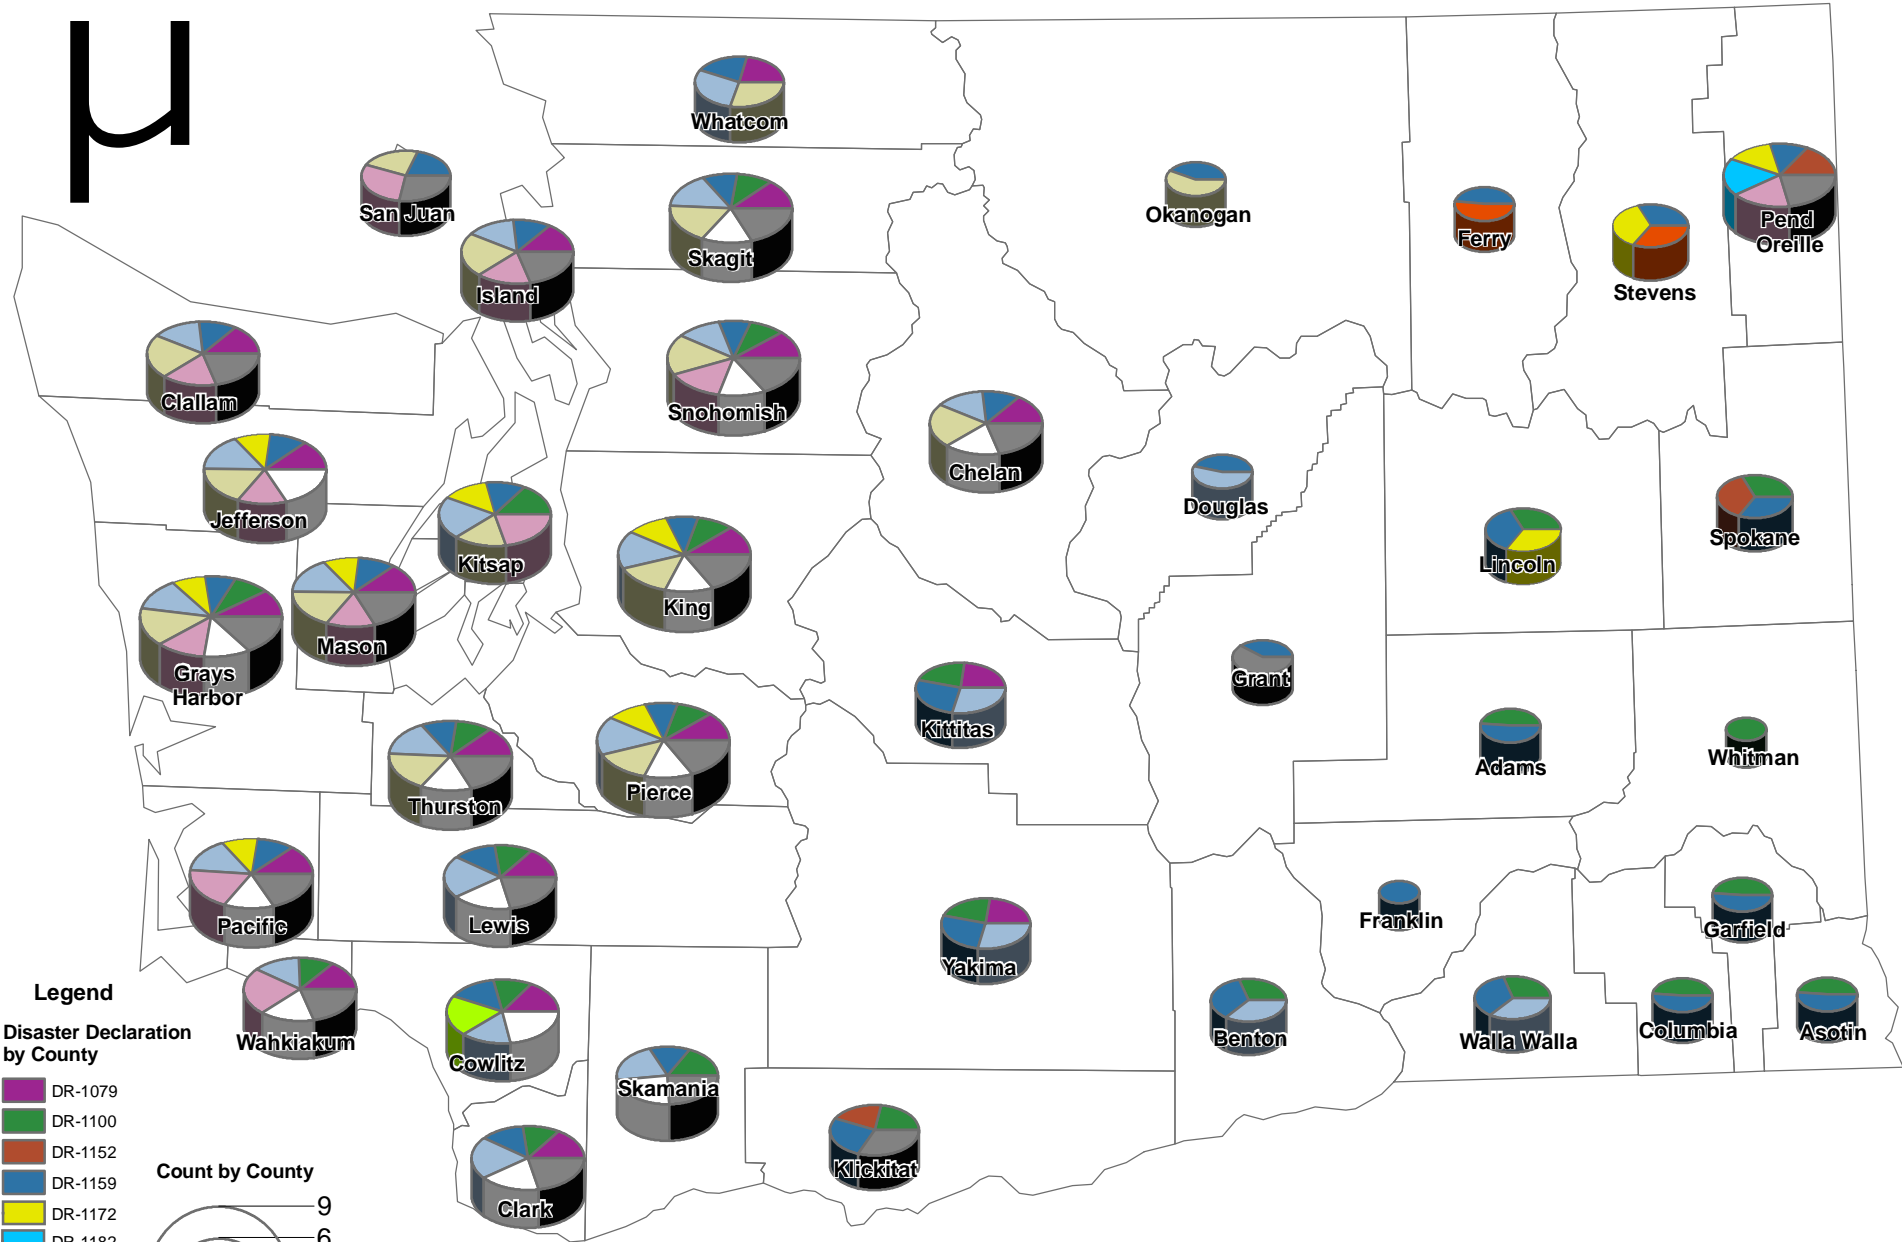 μ
Whatcom
San Juan
Skagit
Island
Okanogan
Ferry
Stevens
Pend
Oreille
Clallam
Snohomish
Chelan
Jefferson
Kitsap
King
Douglas
Lincoln
Spokane
Mason
Grays
Harbor
Kittitas
Grant
Adams
Whitman
Thurston
Pierce
Pacific
Lewis
Yakima
Franklin
Garfield
Wahkiakum
Cowlitz
Skamania
Benton
Walla Walla
Columbia
Asotin
Klickitat
Clark
Legend
Disaster Declaration
by County
DR-1079
DR-1100
DR-1152
DR-1159
DR-1172
DR-1182
Count by County
9
6